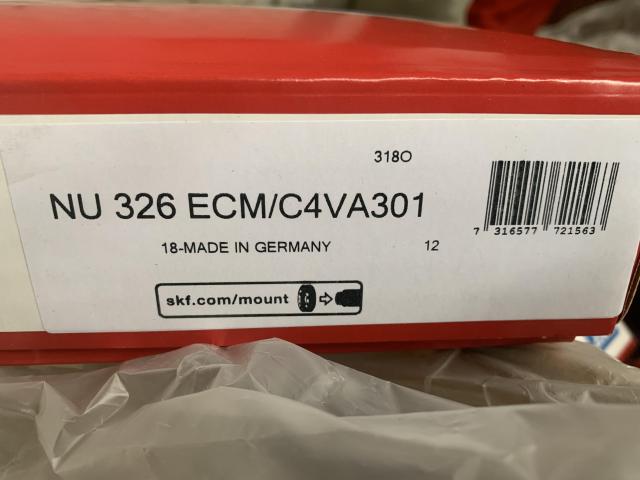 318O
NU 326 ECM/C4VA301
7 316577 721563
18-MADE IN GERMANY 12
skf.com/mount